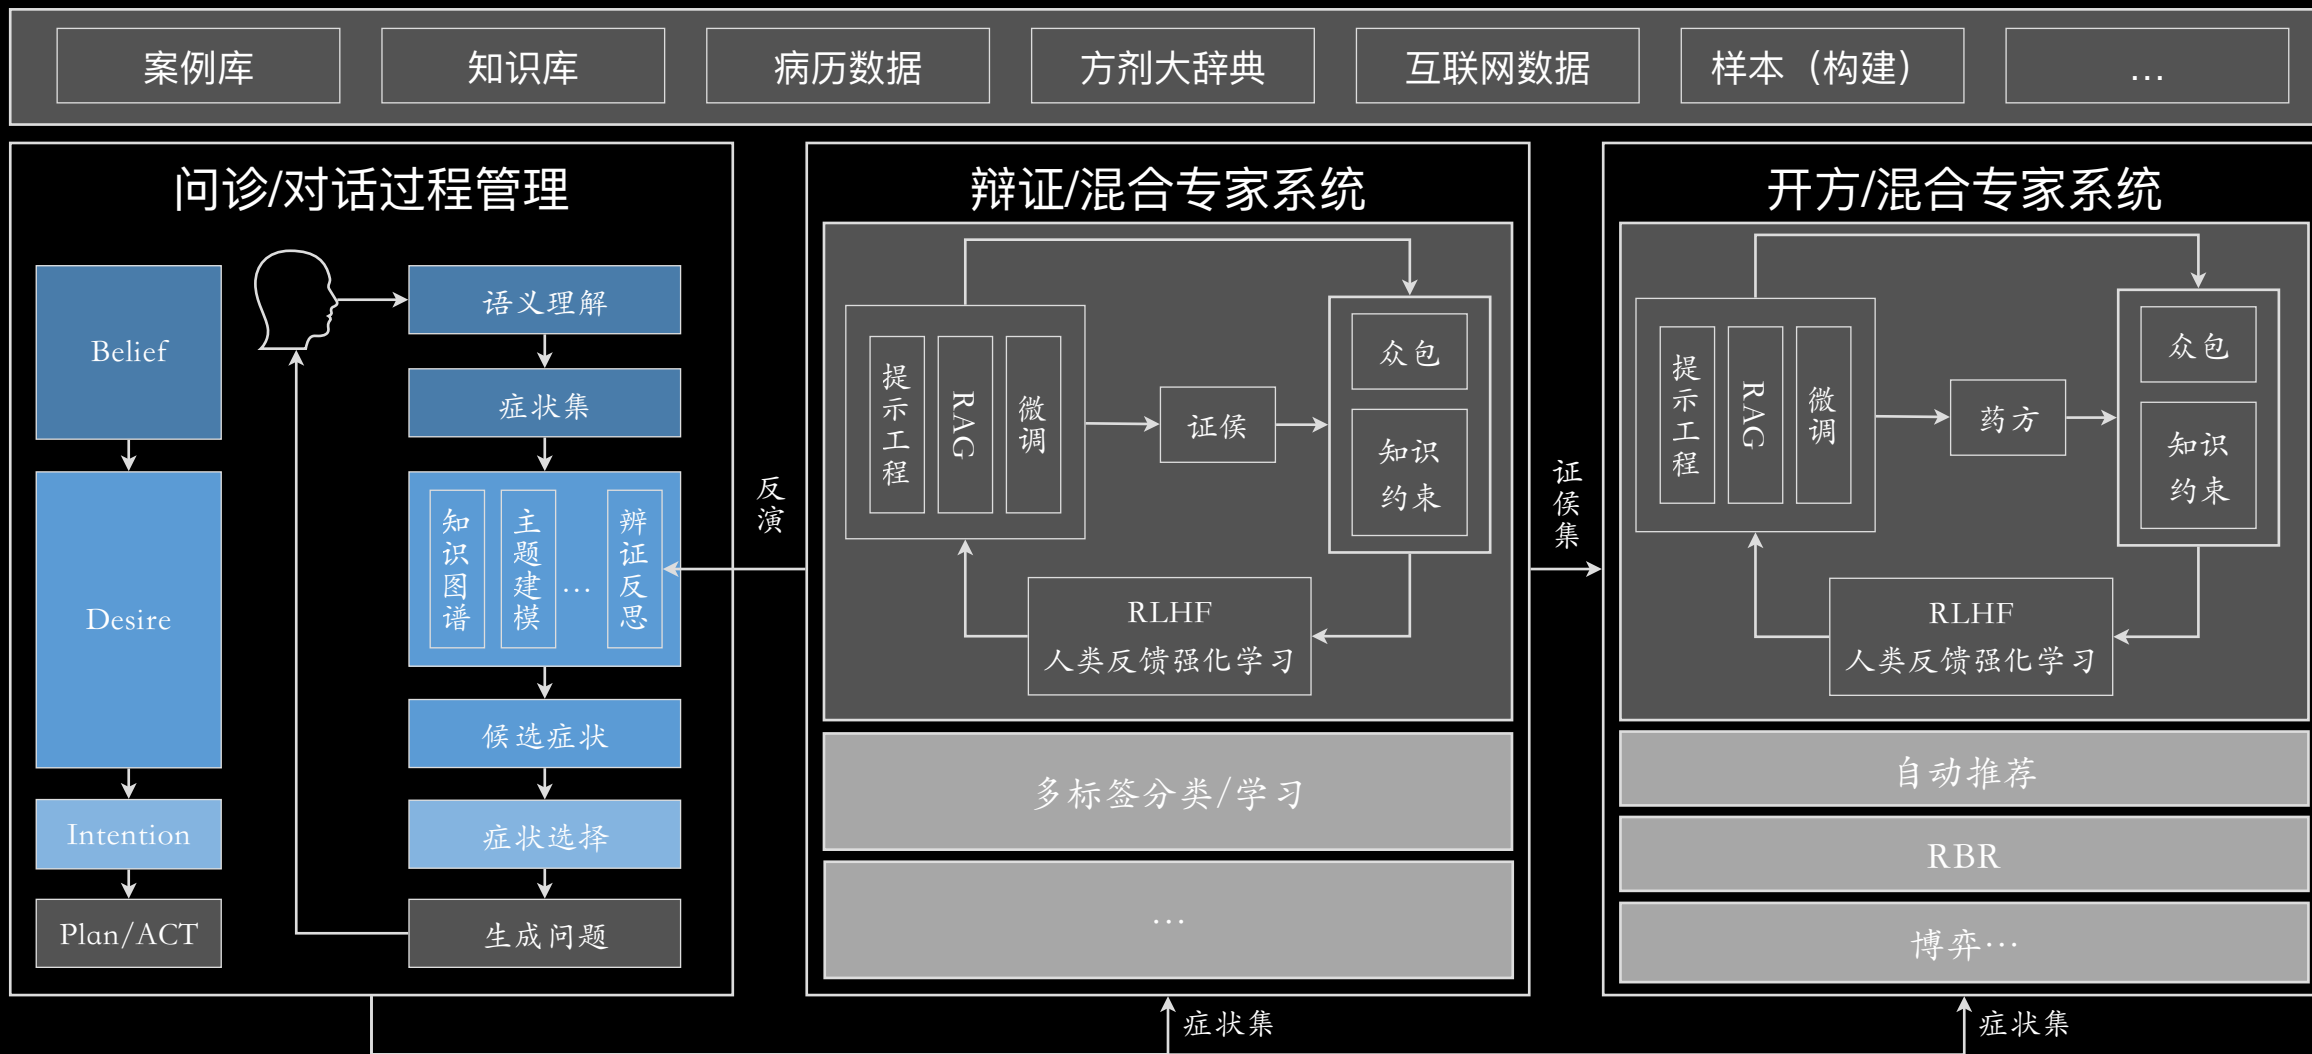 案例库
知识库
病历数据
方剂大辞典
互联网数据
样本（构建）
...
问诊/对话过程管理
Belief
Desire
Intention
Plan/ACT
语义理解
症状集
知识图谱
主题建模
...
辨证反思
候选症状
症状选择
生成问题
反演
辩证/混合专家系统
提示工程
RAG
微调
证侯
众包
知识
约束
RLHF
人类反馈强化学习
多标签分类/学习
...
症状集
证侯集
开方/混合专家系统
提示工程
RAG
微调
药方
众包
知识
约束
RLHF
人类反馈强化学习
自动推荐
RBR
博弈...
症状集